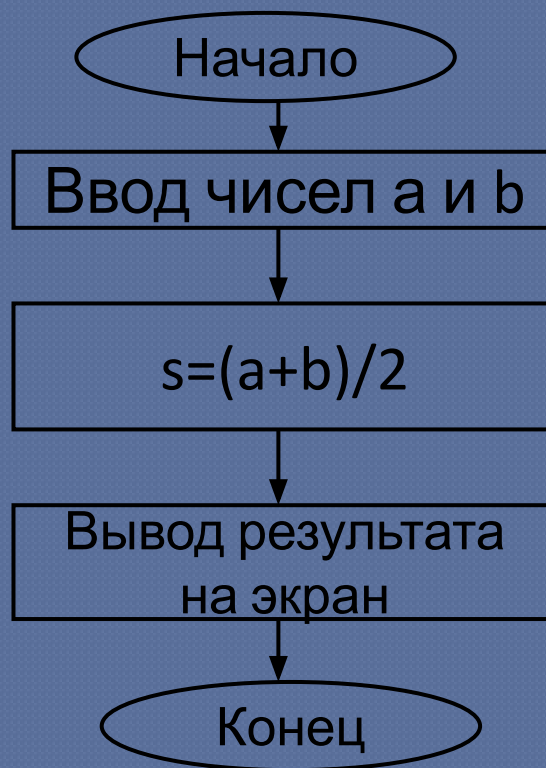 Начало
Ввод чисел a и b
s=(a+b)/2
Вывод результата
на экран
Конец